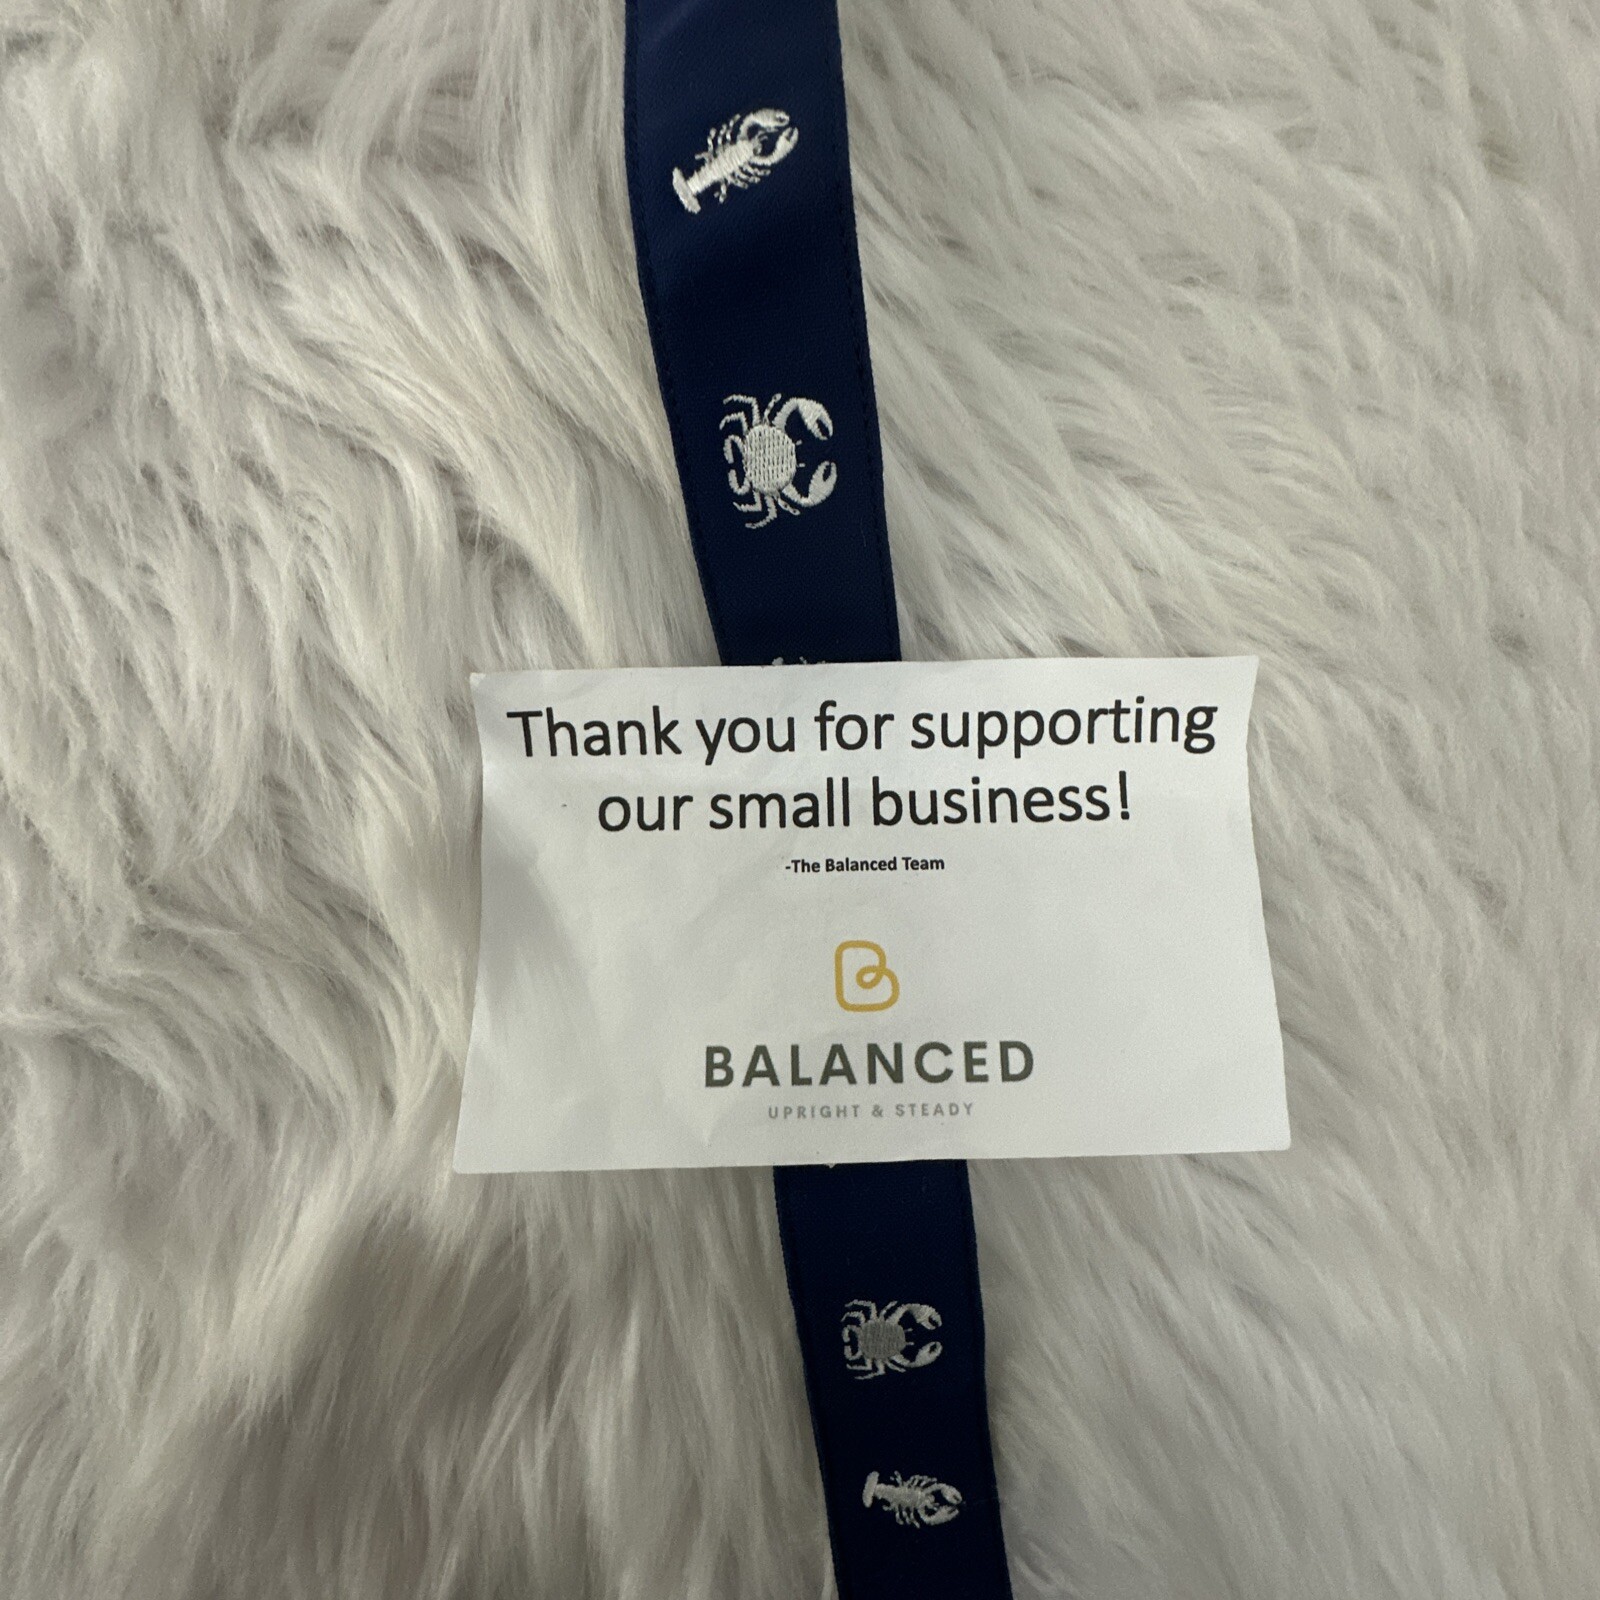 Thank you for supporting
our small business!
-The Balanced Team
BALANCED
UPRIGHT & STEADY